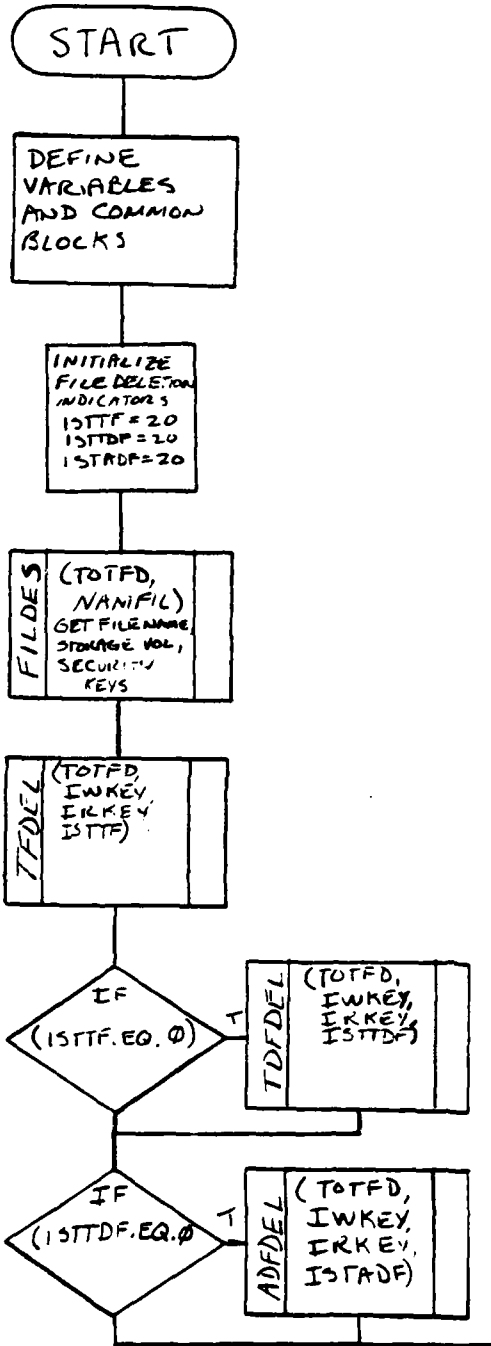 START
DEFINE
VARIABLES
AND COMMON
BLOCKS
INITIALIZE
FILE DELETION
INDICATORS
ISTTF = 20
ISTTDF = 20
ISTADF = 20
FILDES
(TOTFD,
NAMFIL)
GET FILENAME,
STORAGE VOL,
SECURITY
KEYS
TFDEL
(TOTFD,
IWKEY,
IRKEY,
ISTTF)
IF
(ISTTF.EQ.Ø)
T
TDFDEL
(TOTFD,
IWKEY,
IRKEY,
ISTTDF)
IF
(ISTTDF.EQ.Ø)
T
ADFDEL
(TOTFD,
IWKEY,
IRKEY,
ISTADF)